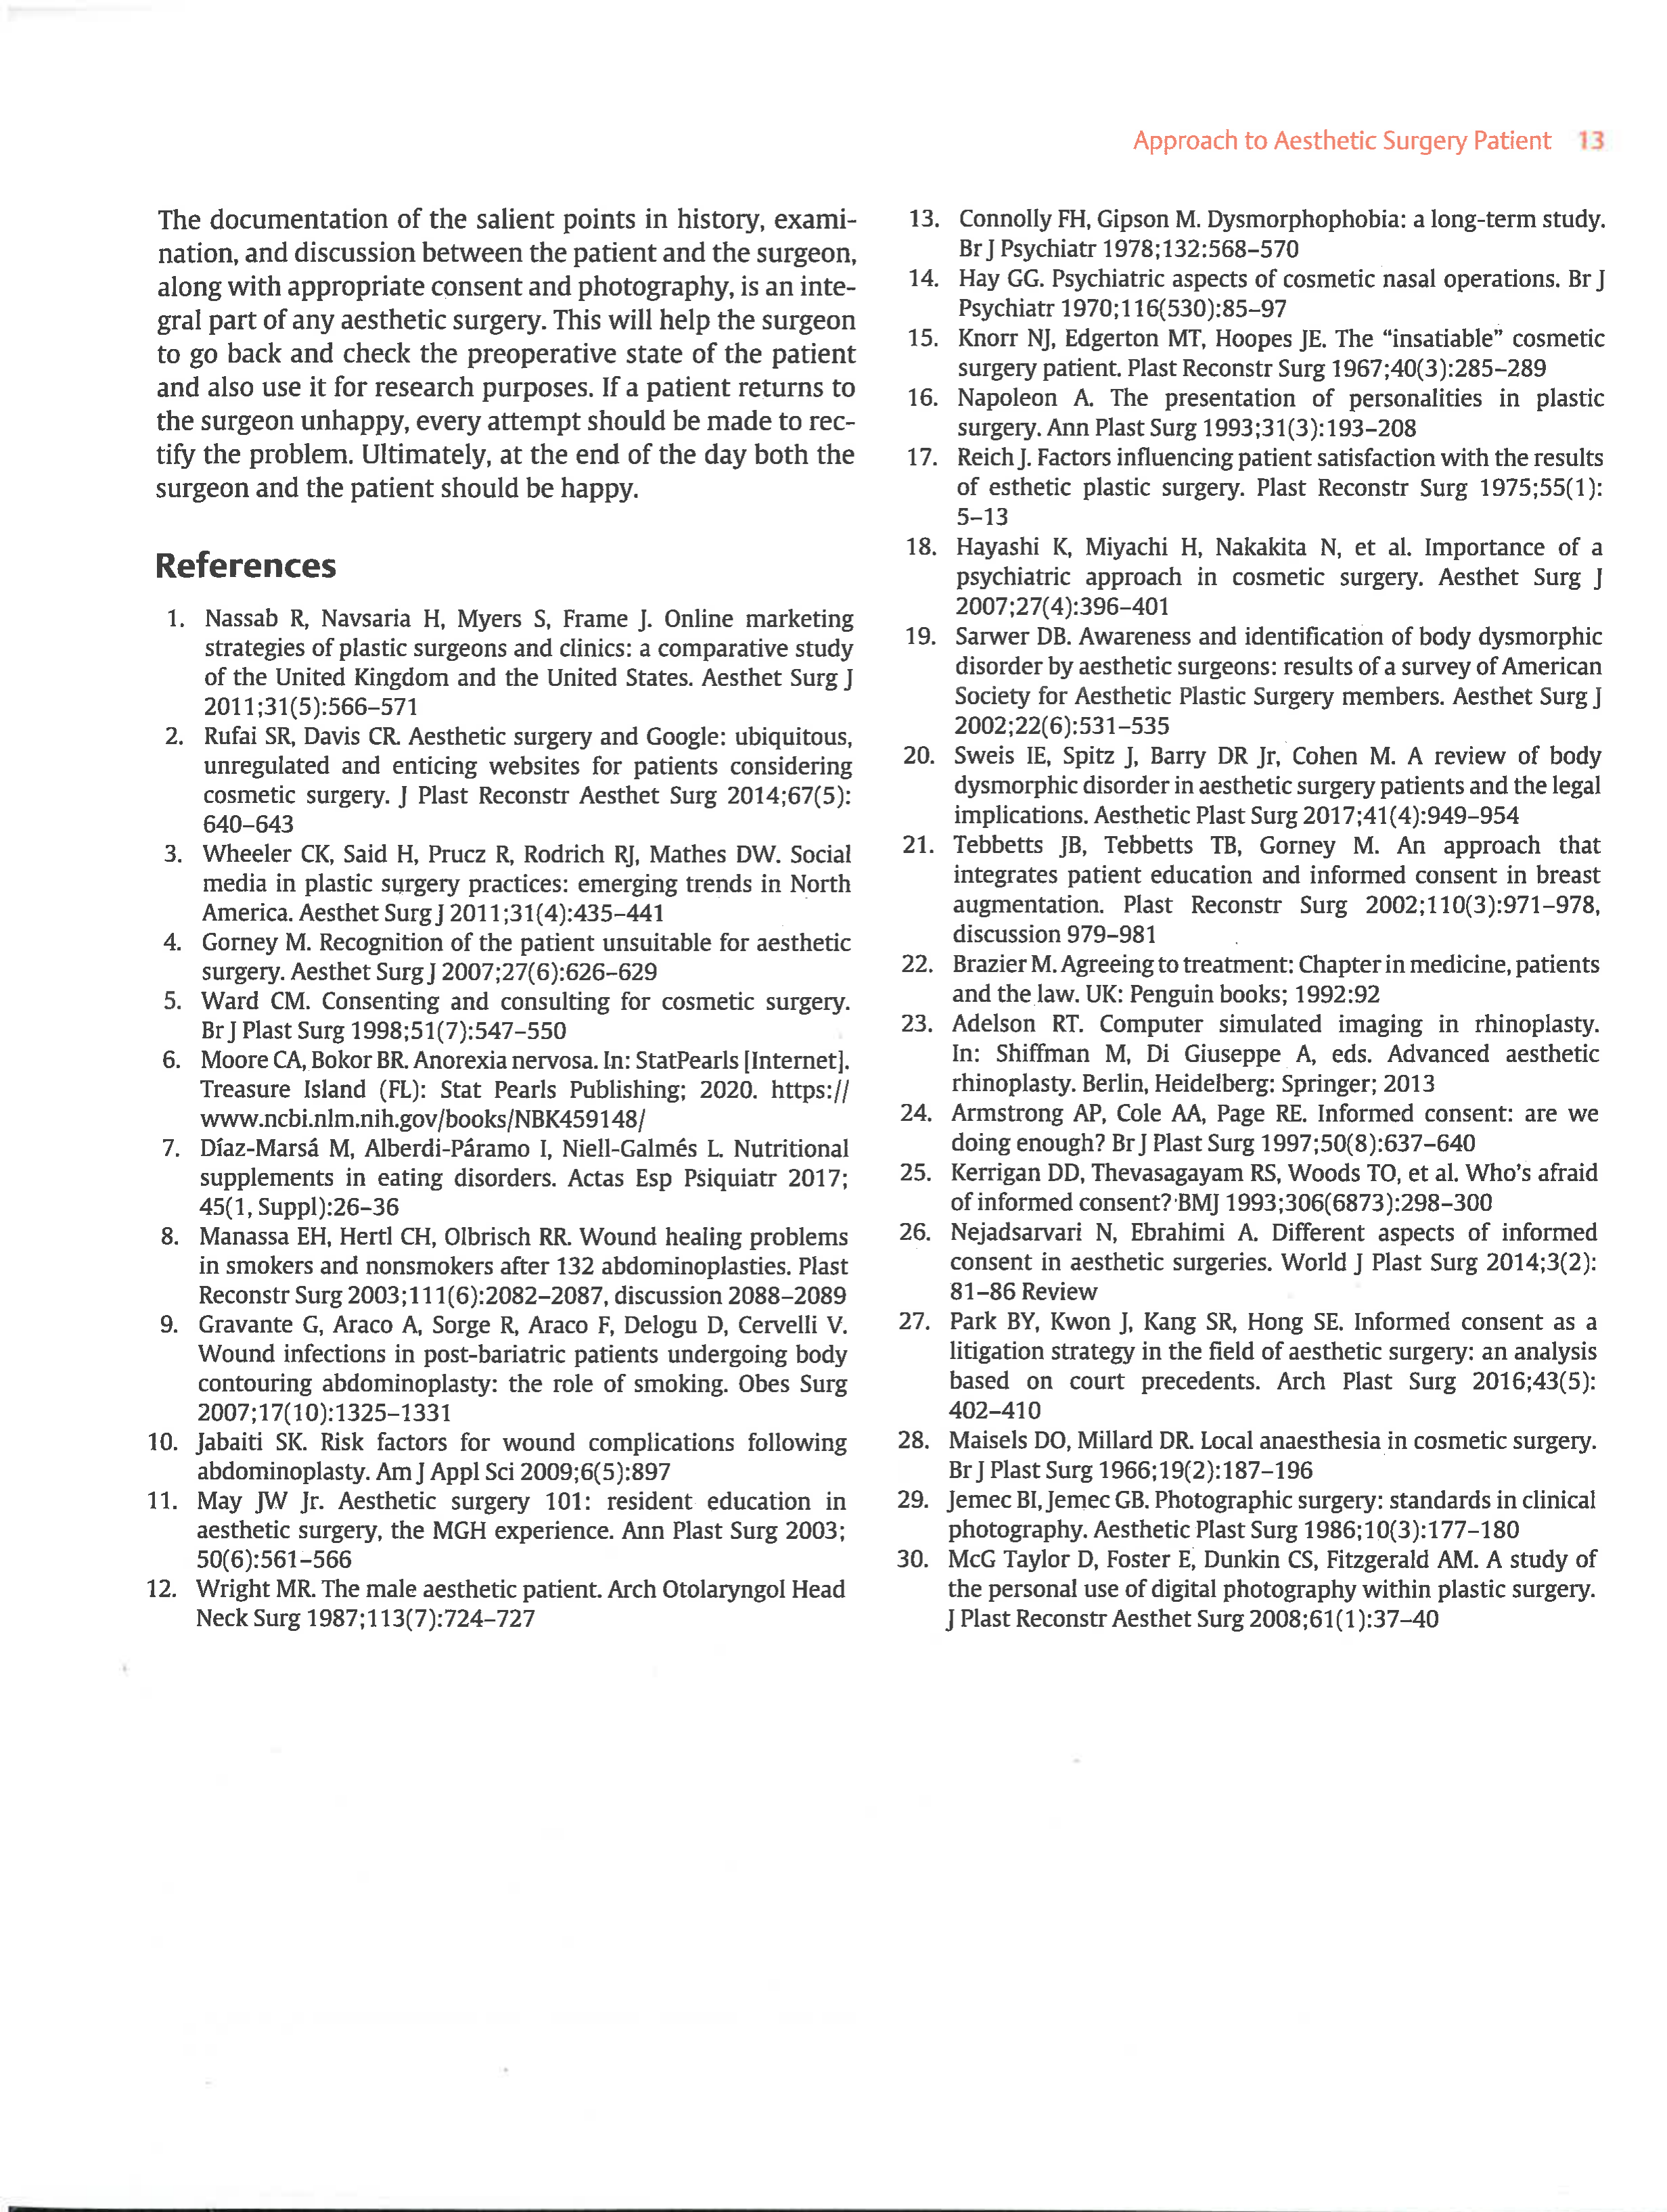 Approach to Aesthetic Surgery Patient 13
The documentation of the salient points in history, exami-
nation, and discussion between the patient and the surgeon,
along with appropriate consent and photography, is an inte-
gral part of any aesthetic surgery. This will help the surgeon
to go back and check the preoperative state of the patient
and also use it for research purposes. If a patient returns to
the surgeon unhappy, every attempt should be made to rec-
tify the problem. Ultimately, at the end of the day both the
surgeon and the patient should be happy.
References
1. Nassab R, Navsaria H, Myers S, Frame J. Online marketing
strategies of plastic surgeons and clinics: a comparative study
of the United Kingdom and the United States. Aesthet Surg J
2011;31(5):566–571
2. Rufai SR, Davis CR. Aesthetic surgery and Google: ubiquitous,
unregulated and enticing websites for patients considering
cosmetic surgery. J Plast Reconstr Aesthet Surg 2014;67(5):
640–643
3. Wheeler CK, Said H, Prucz R, Rodrich RJ, Mathes DW. Social
media in plastic surgery practices: emerging trends in North
America. Aesthet Surg J 2011;31(4):435–441
4. Gorney M. Recognition of the patient unsuitable for aesthetic
surgery. Aesthet Surg J 2007;27(6):626–629
5. Ward CM. Consenting and consulting for cosmetic surgery.
Br J Plast Surg 1998;51(7):547–550
6. Moore CA, Bokor BR. Anorexia nervosa. In: StatPearls [Internet].
Treasure Island (FL): Stat Pearls Publishing; 2020. https://
www.ncbi.nlm.nih.gov/books/NBK459148/
7. Díaz-Marsá M, Alberdi-Páramo I, Niell-Galmés L. Nutritional
supplements in eating disorders. Actas Esp Psiquiatr 2017;
45(1, Suppl):26–36
8. Manassa EH, Hertl CH, Olbrisch RR. Wound healing problems
in smokers and nonsmokers after 132 abdominoplasties. Plast
Reconstr Surg 2003;111(6):2082–2087, discussion 2088–2089
9. Gravante G, Araco A, Sorge R, Araco F, Delogu D, Cervelli V.
Wound infections in post-bariatric patients undergoing body
contouring abdominoplasty: the role of smoking. Obes Surg
2007;17(10):1325–1331
10. Jabaiti SK. Risk factors for wound complications following
abdominoplasty. Am J Appl Sci 2009;6(5):897
11. May JW Jr. Aesthetic surgery 101: resident education in
aesthetic surgery, the MGH experience. Ann Plast Surg 2003;
50(6):561–566
12. Wright MR. The male aesthetic patient. Arch Otolaryngol Head
Neck Surg 1987;113(7):724–727
13. Connolly FH, Gipson M. Dysmorphophobia: a long-term study.
Br J Psychiatr 1978;132:568–570
14. Hay GG. Psychiatric aspects of cosmetic nasal operations. Br J
Psychiatr 1970;116(530):85–97
15. Knorr NJ, Edgerton MT, Hoopes JE. The “insatiable” cosmetic
surgery patient. Plast Reconstr Surg 1967;40(3):285–289
16. Napoleon A. The presentation of personalities in plastic
surgery. Ann Plast Surg 1993;31(3):193–208
17. Reich J. Factors influencing patient satisfaction with the results
of esthetic plastic surgery. Plast Reconstr Surg 1975;55(1):
5–13
18. Hayashi K, Miyachi H, Nakakita N, et al. Importance of a
psychiatric approach in cosmetic surgery. Aesthet Surg J
2007;27(4):396–401
19. Sarwer DB. Awareness and identification of body dysmorphic
disorder by aesthetic surgeons: results of a survey of American
Society for Aesthetic Plastic Surgery members. Aesthet Surg J
2002;22(6):531–535
20. Sweis IE, Spitz J, Barry DR Jr, Cohen M. A review of body
dysmorphic disorder in aesthetic surgery patients and the legal
implications. Aesthetic Plast Surg 2017;41(4):949–954
21. Tebbetts JB, Tebbetts TB, Gorney M. An approach that
integrates patient education and informed consent in breast
augmentation. Plast Reconstr Surg 2002;110(3):971–978,
discussion 979–981
22. Brazier M. Agreeing to treatment: Chapter in medicine, patients
and the law. UK: Penguin books; 1992:92
23. Adelson RT. Computer simulated imaging in rhinoplasty.
In: Shiffman M, Di Giuseppe A, eds. Advanced aesthetic
rhinoplasty. Berlin, Heidelberg: Springer; 2013
24. Armstrong AP, Cole AA, Page RE. Informed consent: are we
doing enough? Br J Plast Surg 1997;50(8):637–640
25. Kerrigan DD, Thevasagayam RS, Woods TO, et al. Who's afraid
of informed consent? BMJ 1993;306(6873):298–300
26. Nejadsarvari N, Ebrahimi A. Different aspects of informed
consent in aesthetic surgeries. World J Plast Surg 2014;3(2):
81–86 Review
27. Park BY, Kwon J, Kang SR, Hong SE. Informed consent as a
litigation strategy in the field of aesthetic surgery: an analysis
based on court precedents. Arch Plast Surg 2016;43(5):
402–410
28. Maisels DO, Millard DR. Local anaesthesia in cosmetic surgery.
Br J Plast Surg 1966;19(2):187–196
29. Jemec BI, Jemec GB. Photographic surgery: standards in clinical
photography. Aesthetic Plast Surg 1986;10(3):177–180
30. McG Taylor D, Foster E, Dunkin CS, Fitzgerald AM. A study of
the personal use of digital photography within plastic surgery.
J Plast Reconstr Aesthet Surg 2008;61(1):37–40